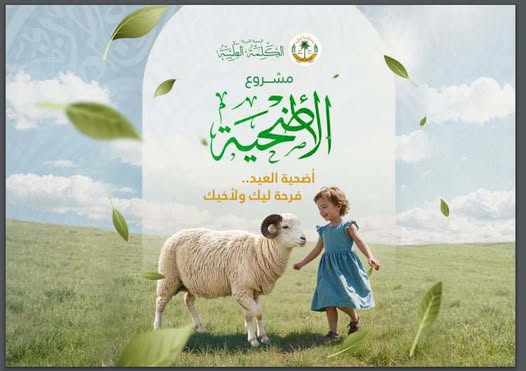 الكلمة الطيبة
مشروع
الأضحية
أضحية العيد..
فرحة ليك ولأخيك